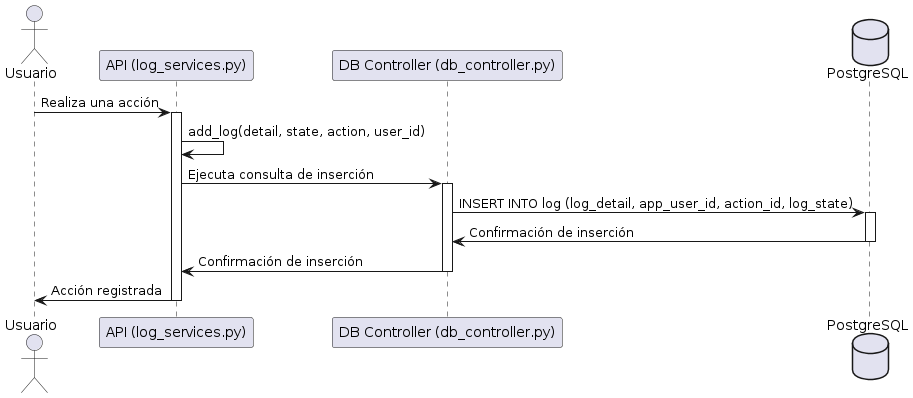 Usuario
API (log_services.py)
DB Controller (db_controller.py)
PostgreSQL
Realiza una acción
add_log(detail, state, action, user_id)
Ejecuta consulta de inserción
INSERT INTO log (log_detail, app_user_id, action_id, log_state)
Confirmación de inserción
Confirmación de inserción
Acción registrada
Usuario
API (log_services.py)
DB Controller (db_controller.py)
PostgreSQL